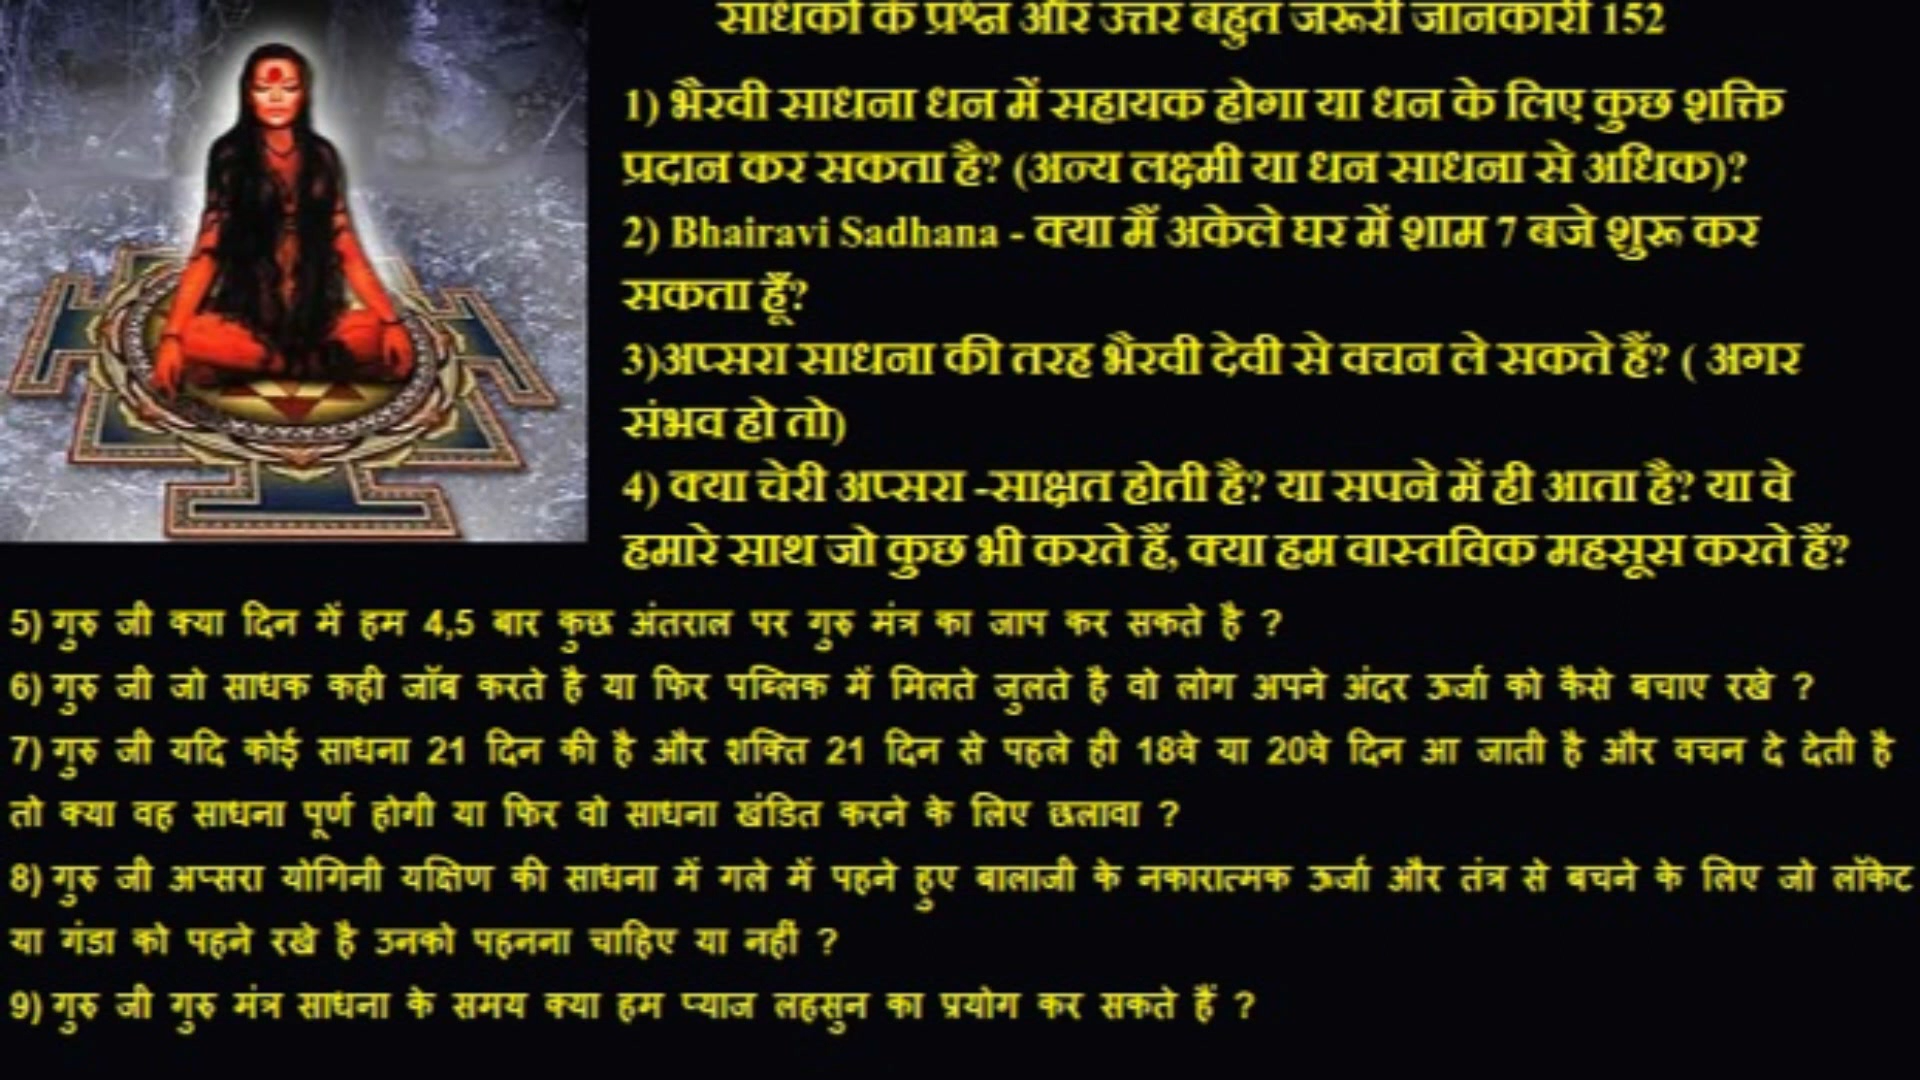 साधकों के प्रश्न और उत्तर बहुत जरूरी जानकारी 152
1) भैरवी साधना धन में सहायक होगा या धन के लिए कुछ शक्ति
प्रदान कर सकता है? (अन्य लक्ष्मी या धन साधना से अधिक)?
2) Bhairavi Sadhana - क्या मैं अकेले घर में शाम 7 बजे शुरू कर
सकता हूँ?
3)अप्सरा साधना की तरह भैरवी देवी से वचन ले सकते हैं? ( अगर
संभव हो तो)
4) क्या चेरी अप्सरा -साक्षत होती है? या सपने में ही आता है? या वे
हमारे साथ जो कुछ भी करते हैं, क्या हम वास्तविक महसूस करते हैं?
5) गुरु जी क्या दिन में हम 4,5 बार कुछ अंतराल पर गुरु मंत्र का जाप कर सकते है ?
6) गुरु जी जो साधक कही जॉब करते है या फिर पब्लिक में मिलते जुलते है वो लोग अपने अंदर ऊर्जा को कैसे बचाए रखे ?
7) गुरु जी यदि कोई साधना 21 दिन की है और शक्ति 21 दिन से पहले ही 18वे या 20वे दिन आ जाती है और वचन दे देती है
तो क्या वह साधना पूर्ण होगी या फिर वो साधना खंडित करने के लिए छलावा ?
8) गुरु जी अप्सरा योगिनी यक्षिण की साधना में गले में पहने हुए बालाजी के नकारात्मक ऊर्जा और तंत्र से बचने के लिए जो लॉकेट
या गंडा को पहने रखे है उनको पहनना चाहिए या नहीं ?
9) गुरु जी गुरु मंत्र साधना के समय क्या हम प्याज लहसुन का प्रयोग कर सकते हैं ?